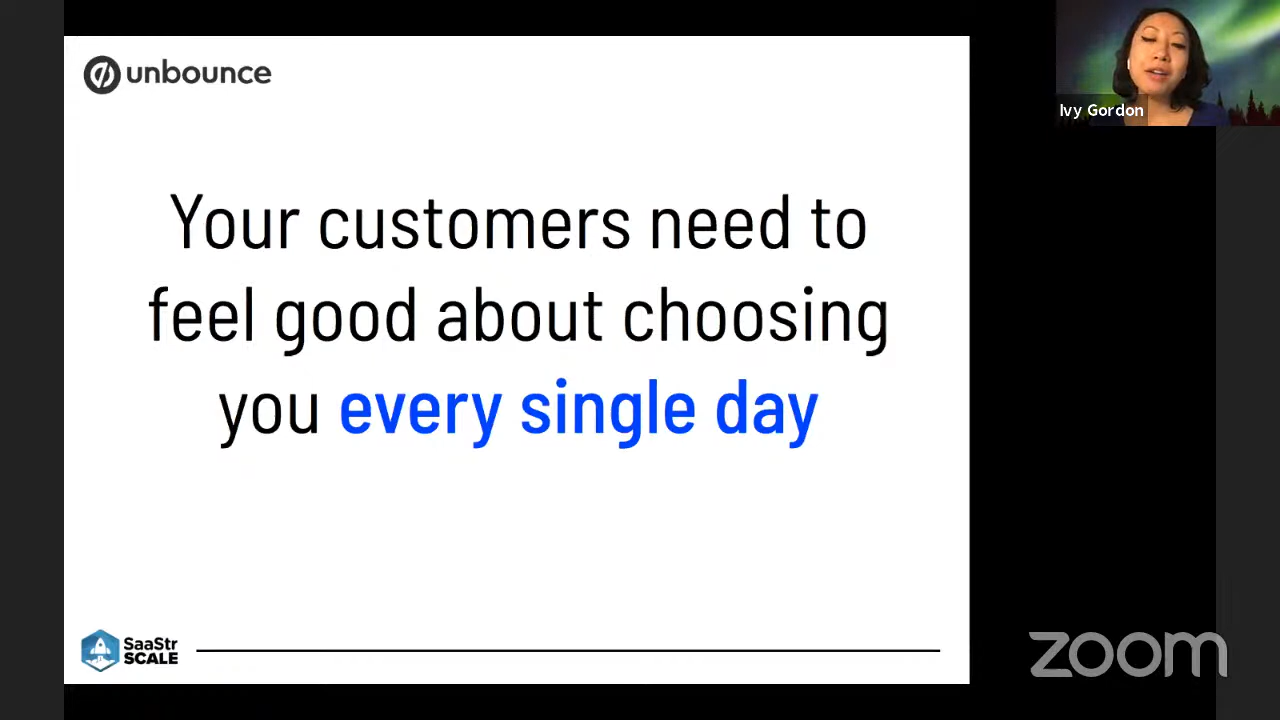 unbounce
Ivy Gordon
Your customers need to
feel good about choosing
you every single day
SaaStr
SCALE
zoom